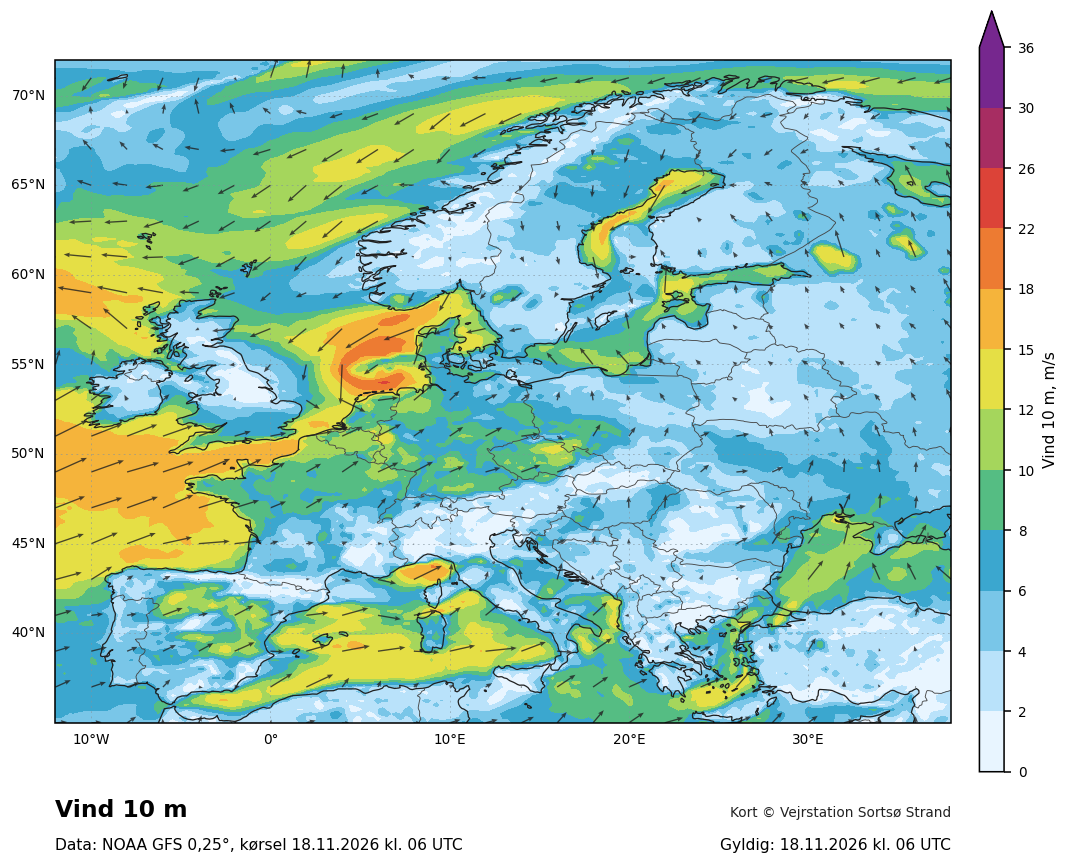 36
30
26
22
18
15
12
10
8
6
4
2
0
Vind 10 m, m/s
70°N
65°N
60°N
55°N
50°N
45°N
40°N
10°W 0° 10°E 20°E 30°E
Vind 10 m
Kort © Vejrstation Sortsø Strand
Data: NOAA GFS 0,25°, kørsel 18.11.2026 kl. 06 UTC
Gyldig: 18.11.2026 kl. 06 UTC